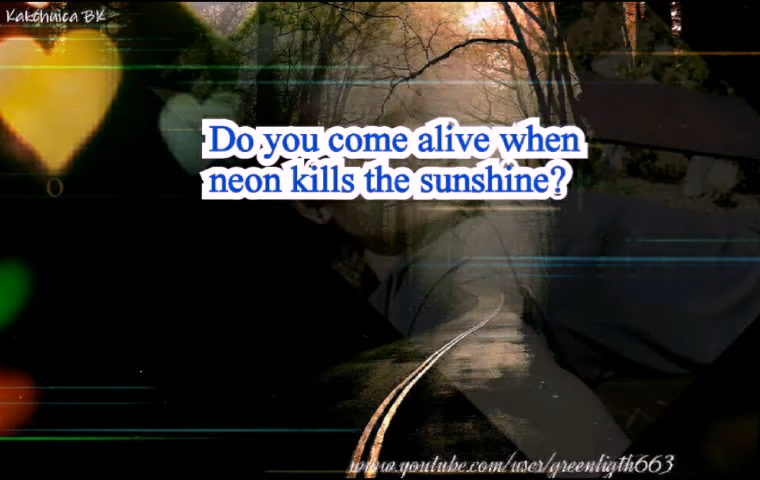 Kakchuica BK
Do you come alive when
neon kills the sunshine?
www.youtube.com/user/greenligth663